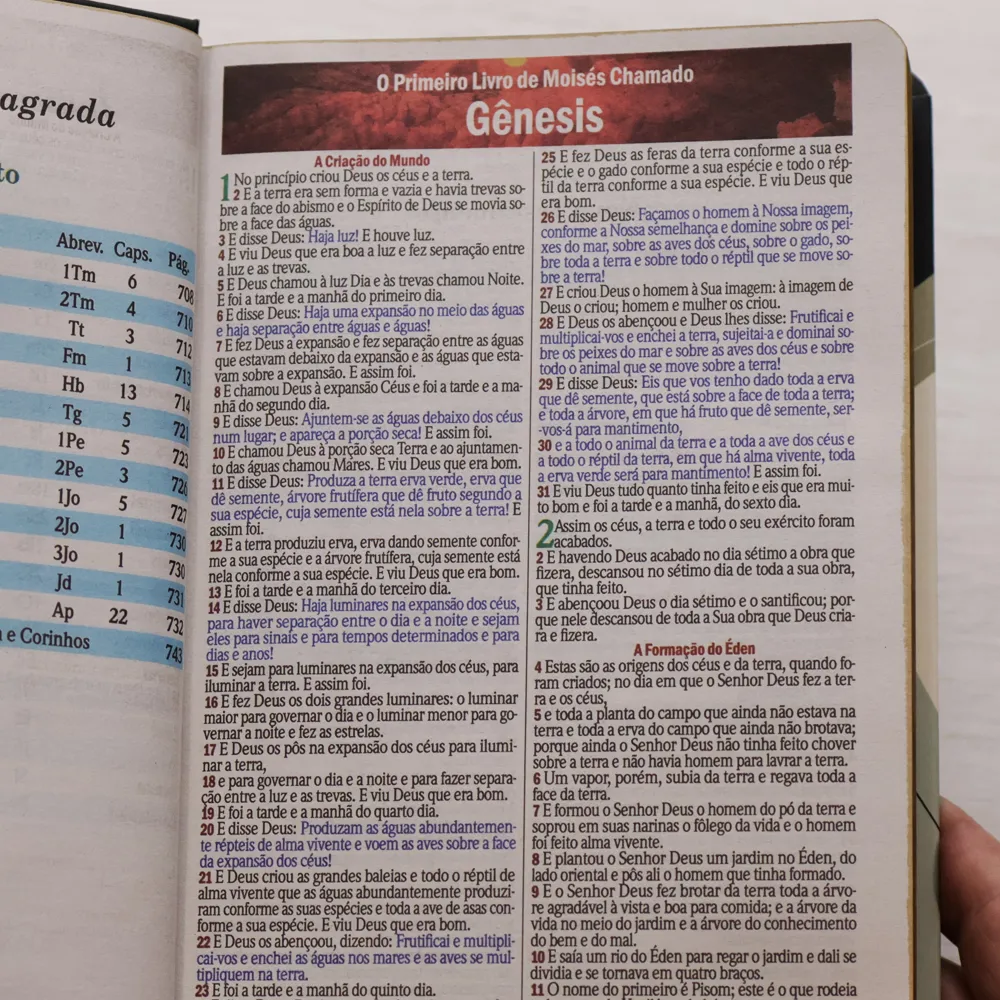 agrada
to
Abrev. Caps. Pág.
1Tm 6 708
2Tm 4 710
Tt 3 712
Fm 1 713
Hb 13 714
Tg 5 721
1Pe 5 723
2Pe 3 726
1Jo 5 727
2Jo 1 730
3Jo 1 730
Jd 1 731
Ap 22 732
e Corinhos 743
O Primeiro Livro de Moisés Chamado
Gênesis
A Criação do Mundo
1 No princípio criou Deus os céus e a terra.
2 E a terra era sem forma e vazia e havia trevas so-
bre a face do abismo e o Espírito de Deus se movia so-
bre a face das águas.
3 E disse Deus: Haja luz! E houve luz.
4 E viu Deus que era boa a luz e fez separação entre
a luz e as trevas.
5 E Deus chamou à luz Dia e às trevas chamou Noite.
E foi a tarde e a manhã do primeiro dia.
6 E disse Deus: Haja uma expansão no meio das águas
e haja separação entre águas e águas!
7 E fez Deus a expansão e fez separação entre as águas
que estavam debaixo da expansão e as águas que esta-
vam sobre a expansão. E assim foi.
8 E chamou Deus à expansão Céus e foi a tarde e a ma-
nhã do segundo dia.
9 E disse Deus: Ajuntem-se as águas debaixo dos céus
num lugar; e apareça a porção seca! E assim foi.
10 E chamou Deus à porção seca Terra e ao ajuntamen-
to das águas chamou Mares. E viu Deus que era bom.
11 E disse Deus: Produza a terra erva verde, erva que
dê semente, árvore frutífera que dê fruto segundo a
sua espécie, cuja semente está nela sobre a terra! E
assim foi.
12 E a terra produziu erva, erva dando semente confor-
me a sua espécie e a árvore frutífera, cuja semente está
nela conforme a sua espécie. E viu Deus que era bom.
13 E foi a tarde e a manhã do terceiro dia.
14 E disse Deus: Haja luminares na expansão dos céus,
para haver separação entre o dia e a noite e sejam
eles para sinais e para tempos determinados e para
dias e anos!
15 E sejam para luminares na expansão dos céus, para
iluminar a terra. E assim foi.
16 E fez Deus os dois grandes luminares: o luminar
maior para governar o dia e o luminar menor para go-
vernar a noite e fez as estrelas.
17 E Deus os pôs na expansão dos céus para ilumi-
nar a terra,
18 e para governar o dia e a noite e para fazer separa-
ção entre a luz e as trevas. E viu Deus que era bom.
19 E foi a tarde e a manhã do quarto dia.
20 E disse Deus: Produzam as águas abundantemen-
te répteis de alma vivente e voem as aves sobre a face
da expansão dos céus!
21 E Deus criou as grandes baleias e todo o réptil de
alma vivente que as águas abundantemente produzi-
ram conforme as suas espécies e toda a ave de asas con-
forme a sua espécie. E viu Deus que era bom.
22 E Deus os abençoou, dizendo: Frutificai e multipli-
cai-vos e enchei as águas nos mares e as aves se mul-
tipliquem na terra.
23 E foi a tarde e a manhã do quinto dia.
25 E fez Deus as feras da terra conforme a sua es-
pécie e o gado conforme a sua espécie e todo o rép-
til da terra conforme a sua espécie. E viu Deus que
era bom.
26 E disse Deus: Façamos o homem à Nossa imagem,
conforme a Nossa semelhança e domine sobre os pei-
xes do mar, sobre as aves dos céus, sobre o gado, so-
bre toda a terra e sobre todo o réptil que se move so-
bre a terra!
27 E criou Deus o homem à Sua imagem: à imagem de
Deus o criou; homem e mulher os criou.
28 E Deus os abençoou e Deus lhes disse: Frutificai e
multiplicai-vos e enchei a terra, sujeitai-a e dominai so-
bre os peixes do mar e sobre as aves dos céus e sobre
todo o animal que se move sobre a terra!
29 E disse Deus: Eis que vos tenho dado toda a erva
que dê semente, que está sobre a face de toda a terra;
e toda a árvore, em que há fruto que dê semente, ser-
vos-á para mantimento,
30 e a todo o animal da terra e a toda a ave dos céus e
a todo o réptil da terra, em que há alma vivente, toda
a erva verde será para mantimento! E assim foi.
31 E viu Deus tudo quanto tinha feito e eis que era mui-
to bom e foi a tarde e a manhã, do sexto dia.
2 Assim os céus, a terra e todo o seu exército foram
acabados.
2 E havendo Deus acabado no dia sétimo a obra que
fizera, descansou no sétimo dia de toda a sua obra,
que tinha feito.
3 E abençoou Deus o dia sétimo e o santificou; por-
que nele descansou de toda a Sua obra que Deus cria-
ra e fizera.
A Formação do Éden
4 Estas são as origens dos céus e da terra, quando fo-
ram criados; no dia em que o Senhor Deus fez a ter-
ra e os céus,
5 e toda a planta do campo que ainda não estava na
terra e toda a erva do campo que ainda não brotava;
porque ainda o Senhor Deus não tinha feito chover
sobre a terra e não havia homem para lavrar a terra.
6 Um vapor, porém, subia da terra e regava toda a
face da terra.
7 E formou o Senhor Deus o homem do pó da terra e
soprou em suas narinas o fôlego da vida e o homem
foi feito alma vivente.
8 E plantou o Senhor Deus um jardim no Éden, do
lado oriental e pôs ali o homem que tinha formado.
9 E o Senhor Deus fez brotar da terra toda a árvo-
re agradável à vista e boa para comida; e a árvore da
vida no meio do jardim e a árvore do conhecimento
do bem e do mal.
10 E saía um rio do Éden para regar o jardim e dali se
dividia e se tornava em quatro braços.
11 O nome do primeiro é Pisom; este é o que rodeia